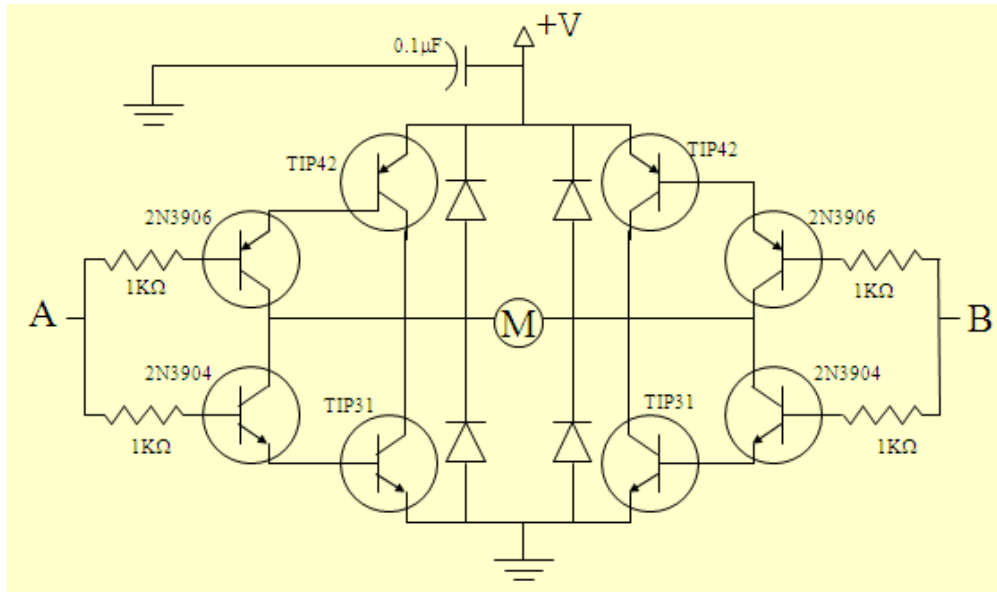 +V
0.1µF
TIP42
TIP42
2N3906
2N3906
1KΩ
1KΩ
A
M
B
2N3904
2N3904
TIP31
TIP31
1KΩ
1KΩ